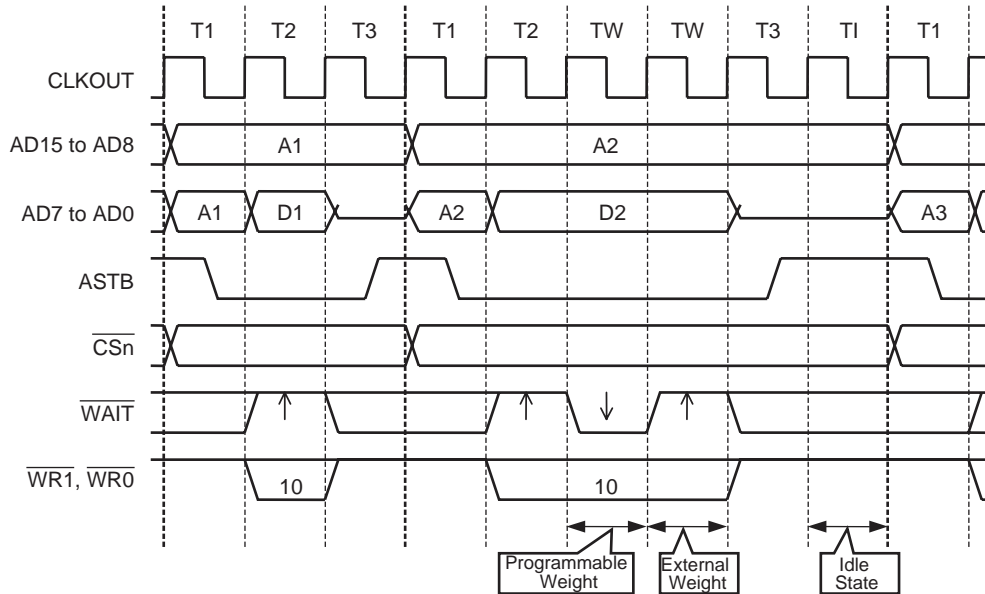 T1 T2 T3 T1 T2 TW TW T3 TI T1
CLKOUT
AD15 to AD8 A1 A2
AD7 to AD0 A1 D1 A2 D2 A3
ASTB
CSn
WAIT
WR1, WR0 10 10
Programmable Weight
External Weight
Idle State